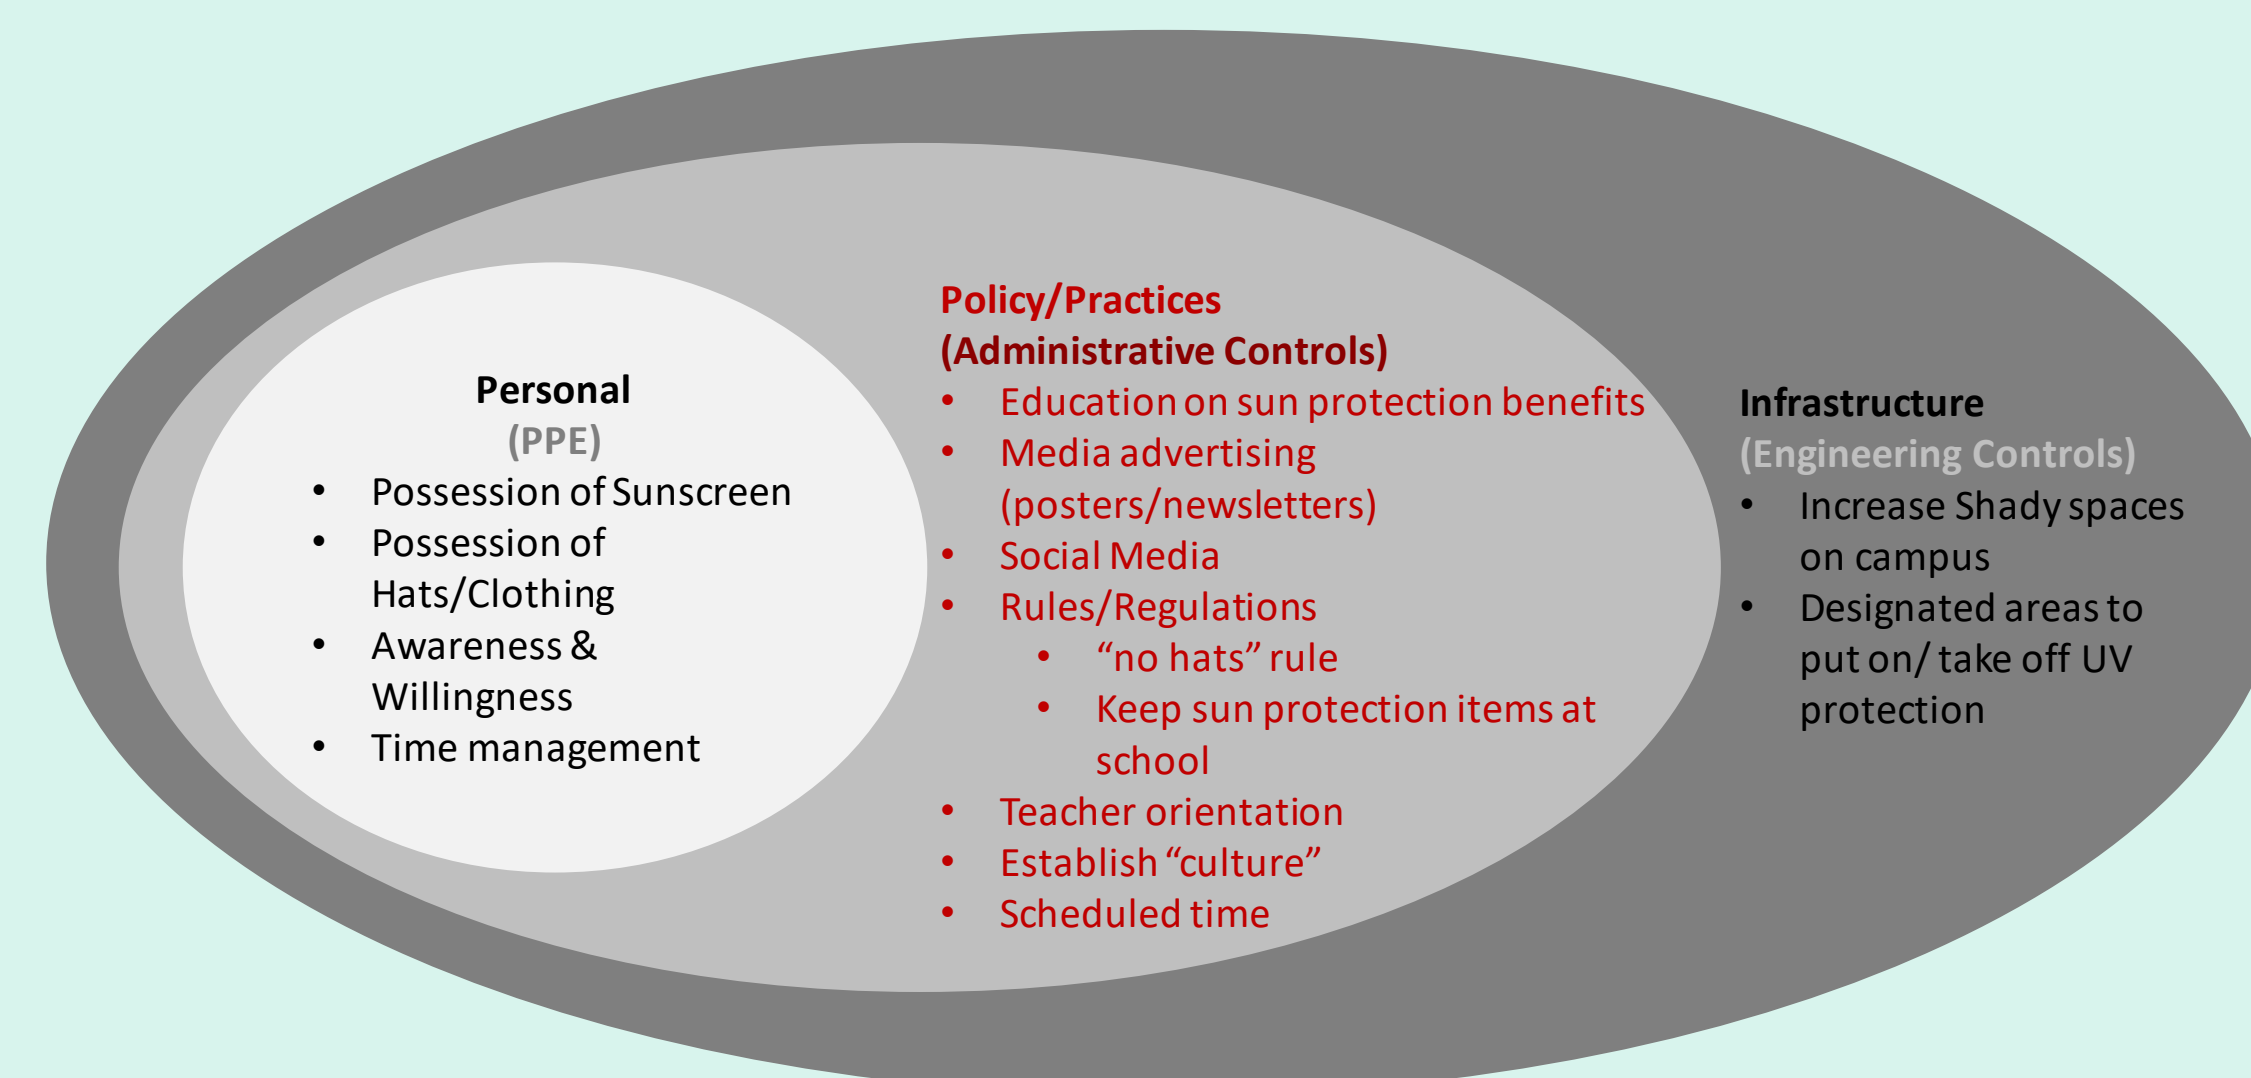 Personal
(PPE)
• Possession of Sunscreen
• Possession of
Hats/Clothing
• Awareness &
Willingness
• Time management
Policy/Practices
(Administrative Controls)
• Education on sun protection benefits
• Media advertising
(posters/newsletters)
• Social Media
• Rules/Regulations
• “no hats” rule
• Keep sun protection items at
school
• Teacher orientation
• Establish “culture”
• Scheduled time
Infrastructure
(Engineering Controls)
• Increase Shady spaces
on campus
• Designated areas to
put on/ take off UV
protection